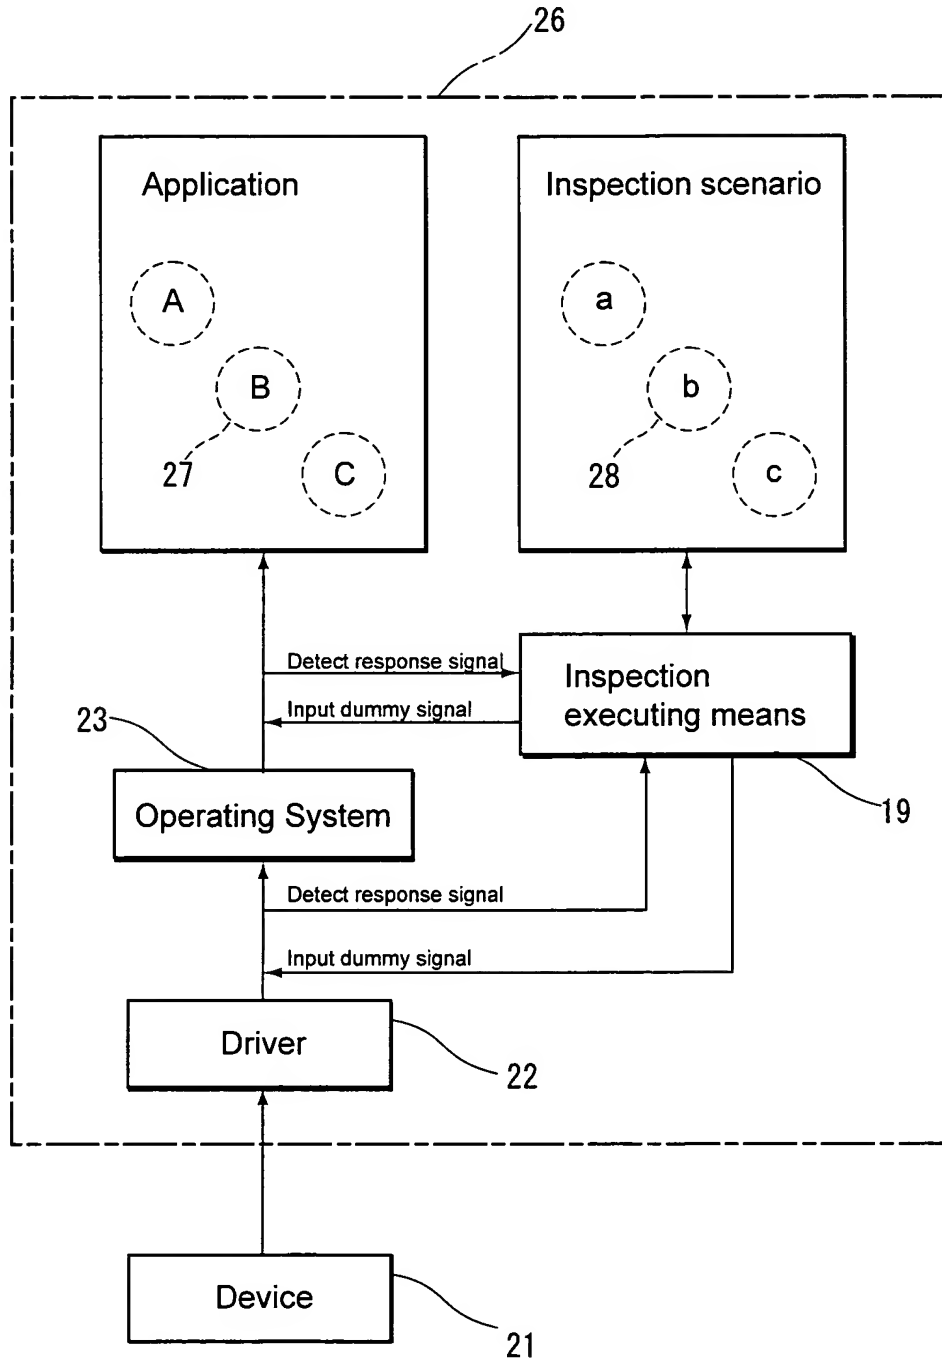 26
Application
Inspection scenario
A
a
B
b
27
28
C
c
Detect response signal
Inspection
executing means
Input dummy signal
23
19
Operating System
Detect response signal
Input dummy signal
Driver
22
Device
21